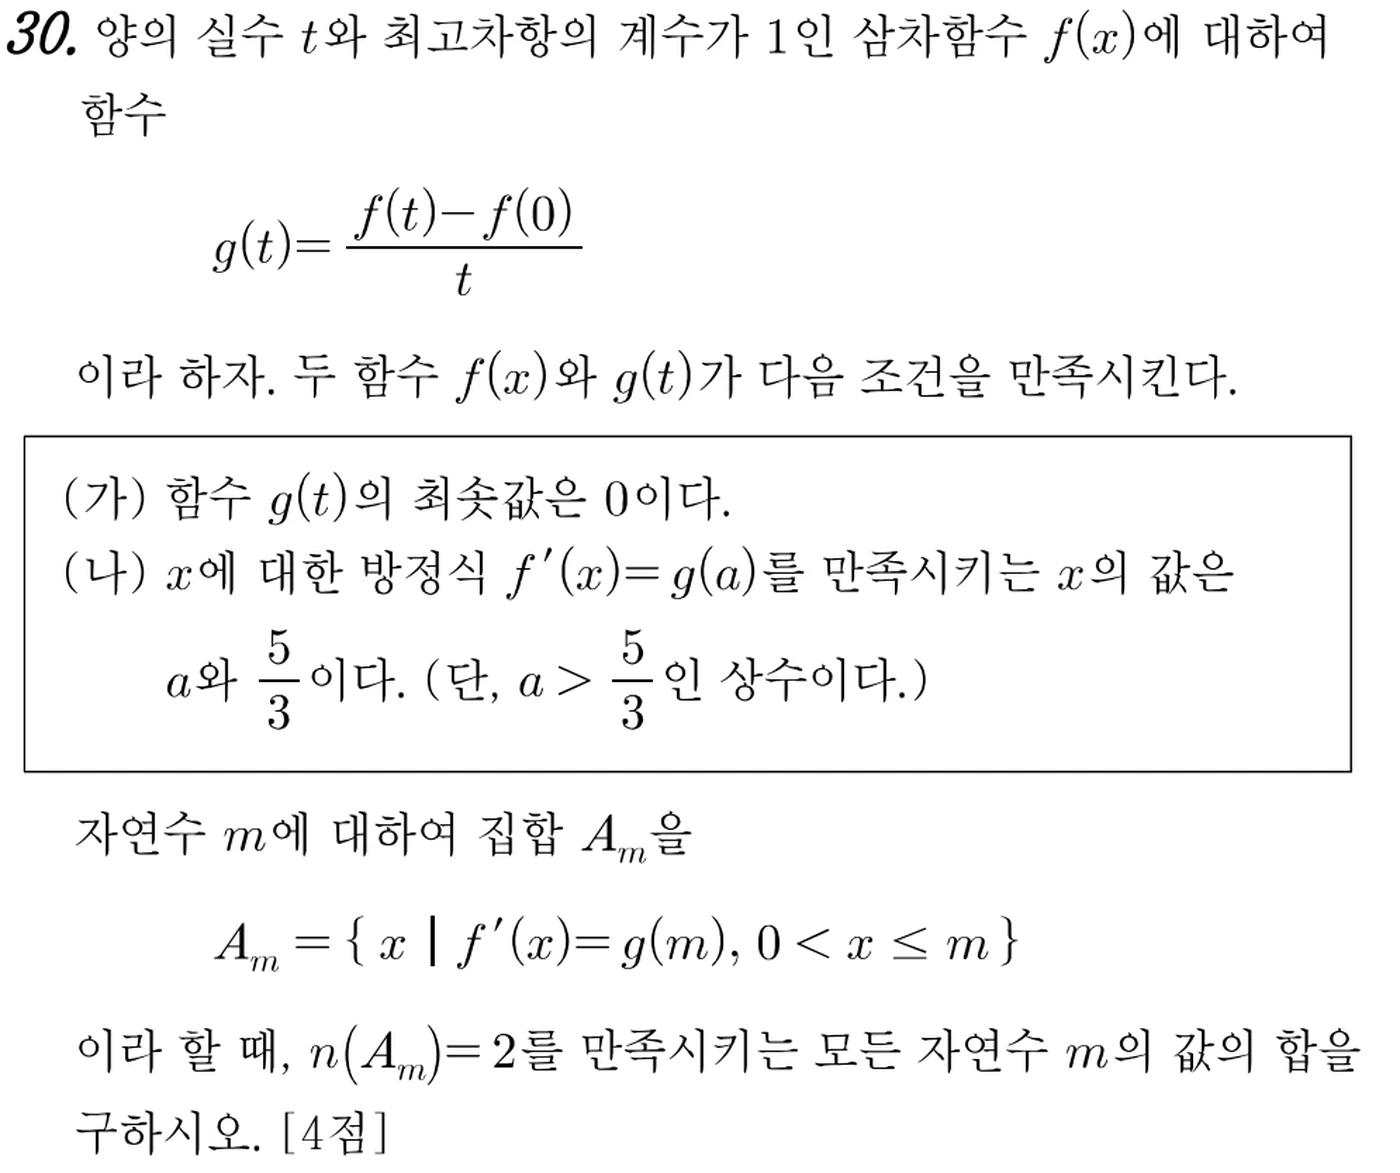 30. 양의 실수 t와 최고차항의 계수가 1인 삼차함수 f(x)에 대하여
함수
g(t)= \frac{f(t)-f(0)}{t}
이라 하자. 두 함수 f(x)와 g(t)가 다음 조건을 만족시킨다.
(가) 함수 g(t)의 최솟값은 0이다.
(나) x에 대한 방정식 f′(x)=g(a)를 만족시키는 x의 값은
a와 \frac{5}{3}이다. (단, a > \frac{5}{3}인 상수이다.)
자연수 m에 대하여 집합 A_m을
A_m = { x | f′(x)=g(m), 0 < x ≤ m }
이라 할 때, n(A_m)=2를 만족시키는 모든 자연수 m의 값의 합을
구하시오. [4점]